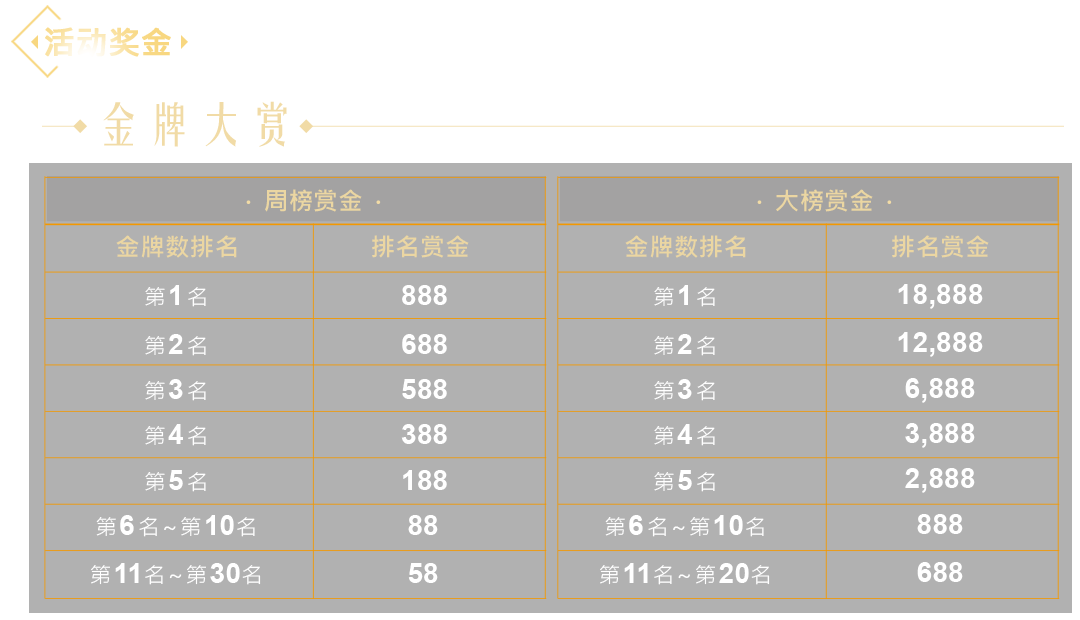 活动奖金
金牌大赏
· 周榜赏金 ·
金牌数排名 排名赏金
第1名 888
第2名 688
第3名 588
第4名 388
第5名 188
第6名~第10名 88
第11名~第30名 58
· 大榜赏金 ·
金牌数排名 排名赏金
第1名 18,888
第2名 12,888
第3名 6,888
第4名 3,888
第5名 2,888
第6名~第10名 888
第11名~第20名 688